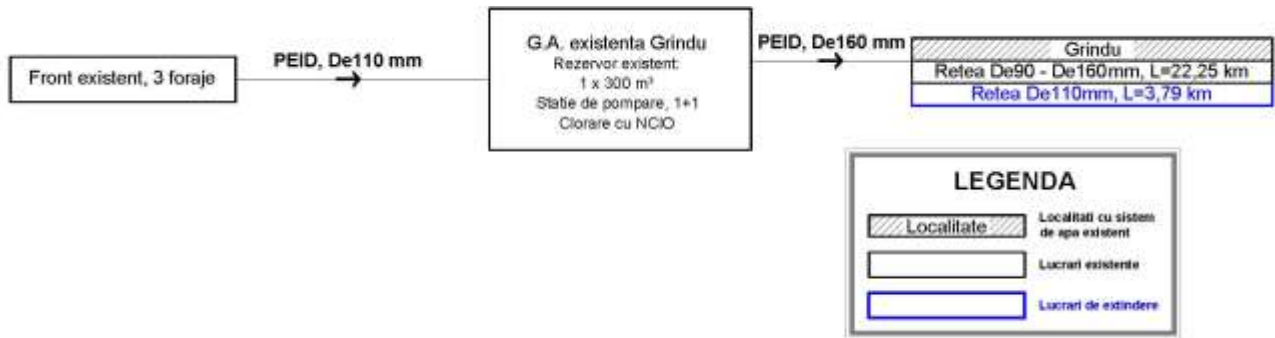 Front existent, 3 foraje
PEID, De110 mm
G.A. existenta Grindu
Rezervor existent:
1 x 300 m³
Statie de pompare, 1+1
Clorare cu NClO
PEID, De160 mm
Grindu
Retea De90 - De160mm, L=22,25 km
Retea De110mm, L=3,79 km
LEGENDA
Localitate
Localitati cu sistem
de apa existent
Lucrari existente
Lucrari de extindere